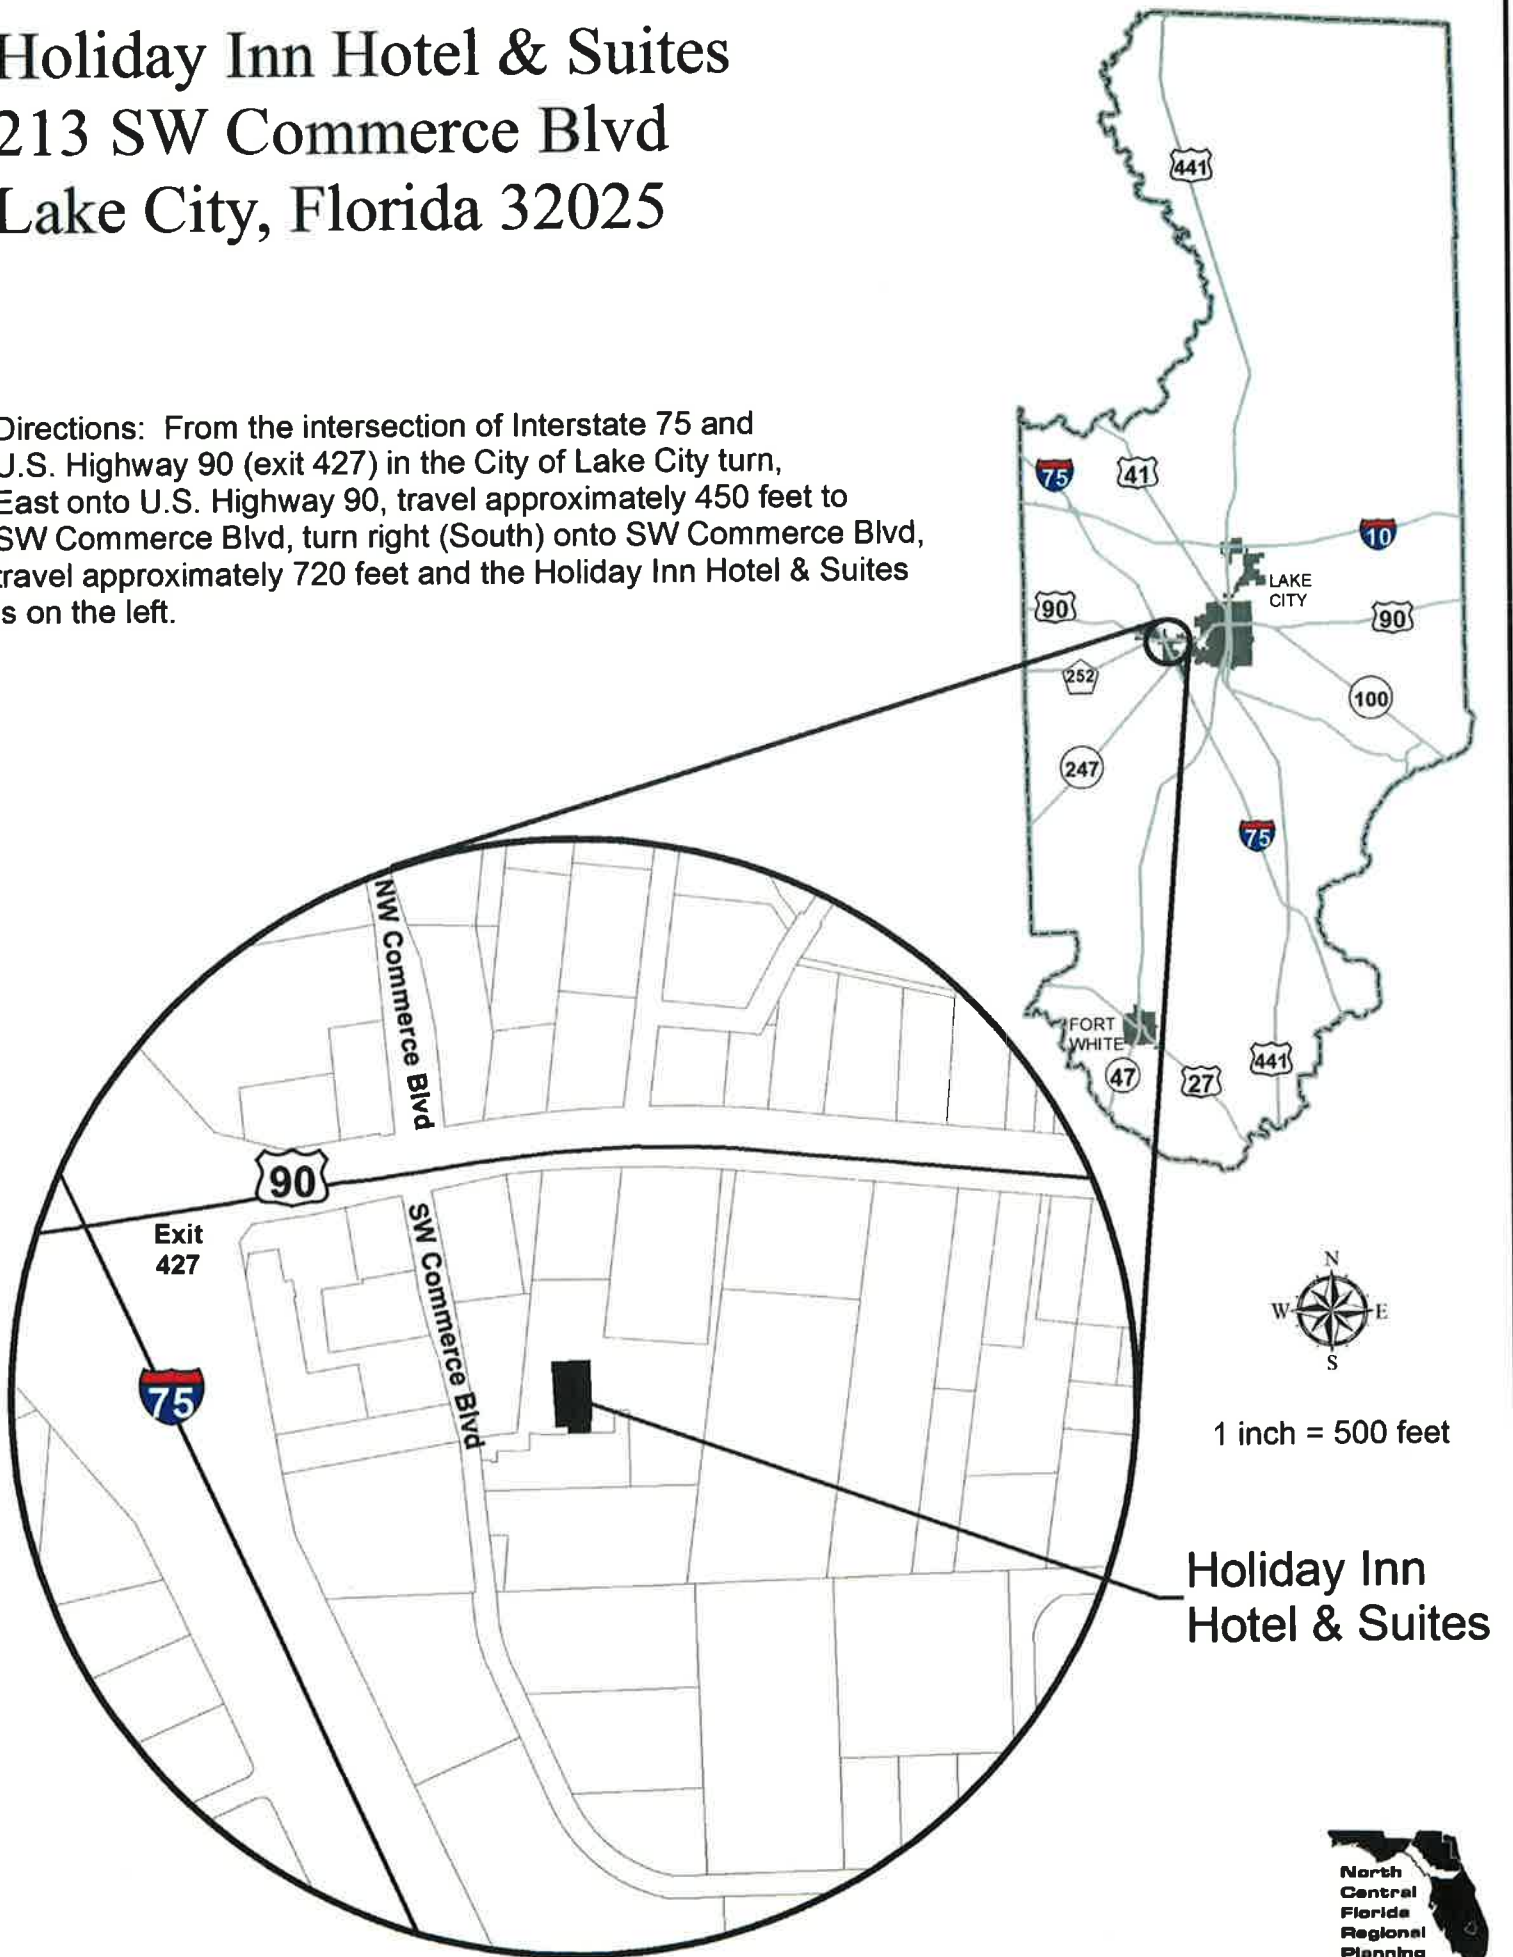 Holiday Inn Hotel & Suites
213 SW Commerce Blvd
Lake City, Florida 32025
Directions: From the intersection of Interstate 75 and
U.S. Highway 90 (exit 427) in the City of Lake City turn,
East onto U.S. Highway 90, travel approximately 450 feet to
SW Commerce Blvd, turn right (South) onto SW Commerce Blvd,
travel approximately 720 feet and the Holiday Inn Hotel & Suites
is on the left.
441
75
41
10
LAKE
CITY
90
90
252
100
247
75
FORT
WHITE
47
27
441
NW Commerce Blvd
90
Exit
427
SW Commerce Blvd
75
N
W
E
S
1 inch = 500 feet
Holiday Inn
Hotel & Suites
North
Central
Florida
Regional
Planning